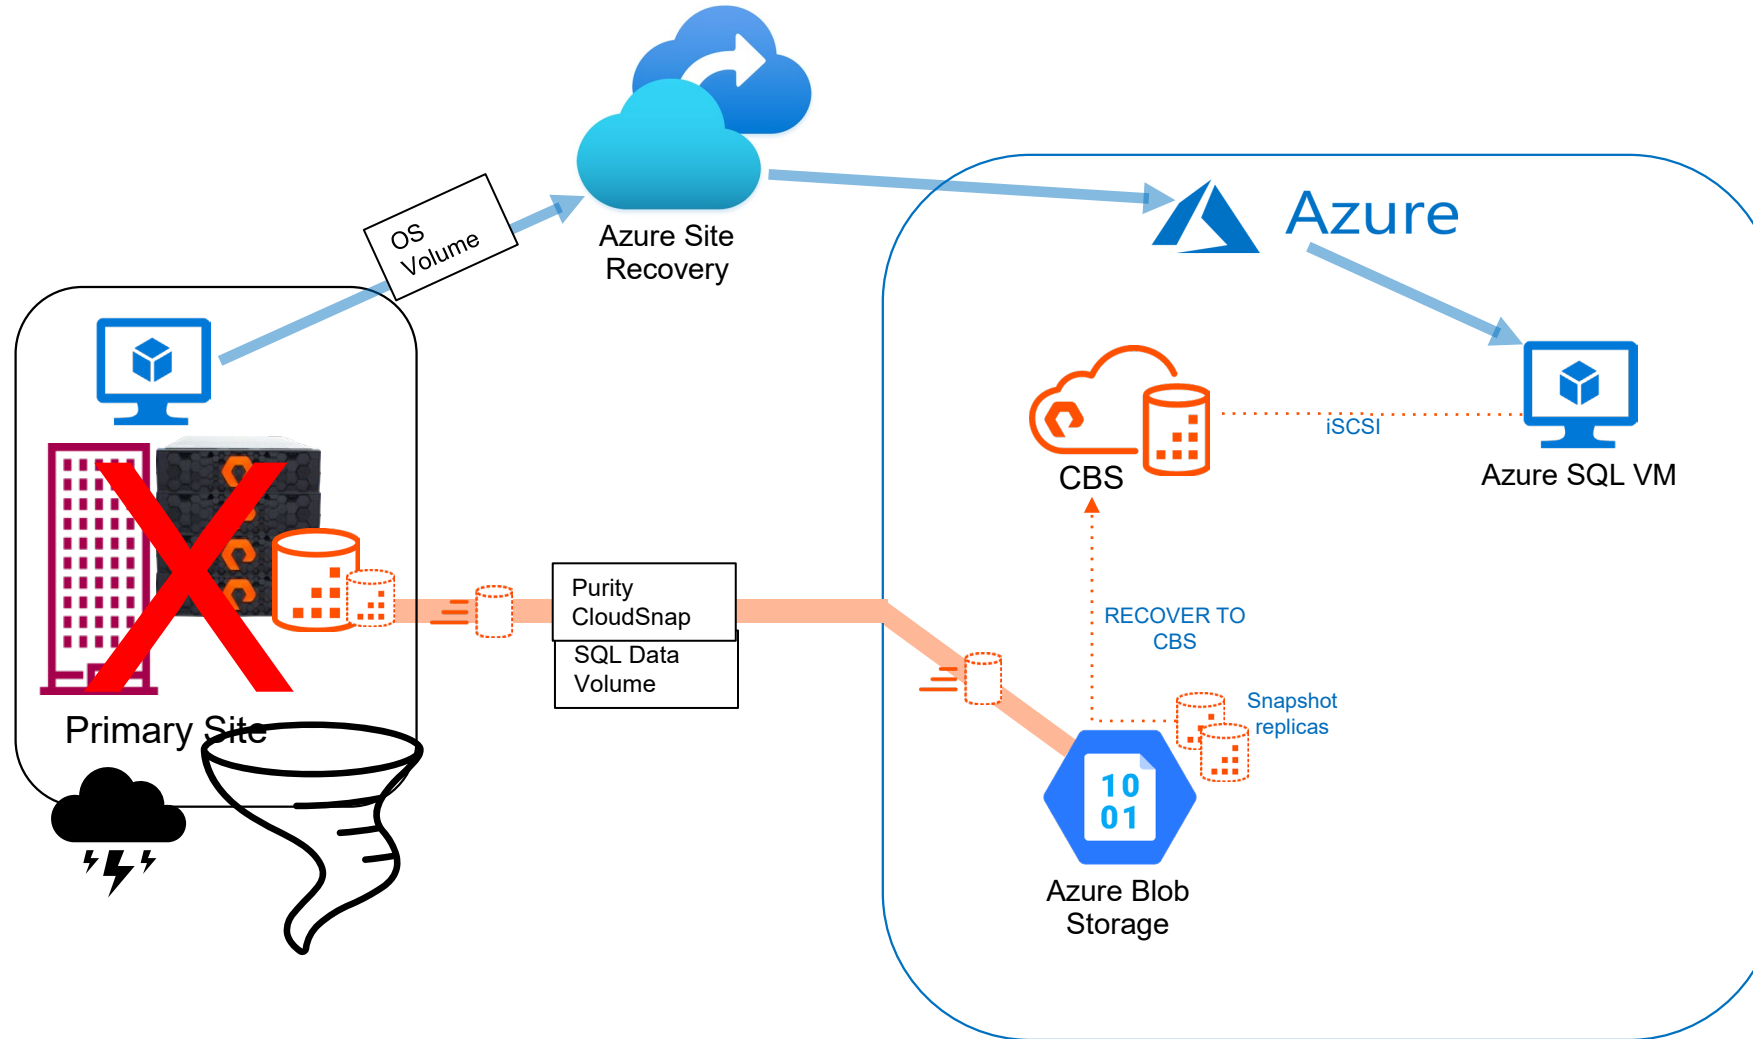 Azure Site
Recovery
OS
Volume
Azure
iSCSI
CBS
Azure SQL VM
Purity
CloudSnap
SQL Data
Volume
RECOVER TO
CBS
Snapshot
replicas
Primary Site
10
01
Azure Blob
Storage